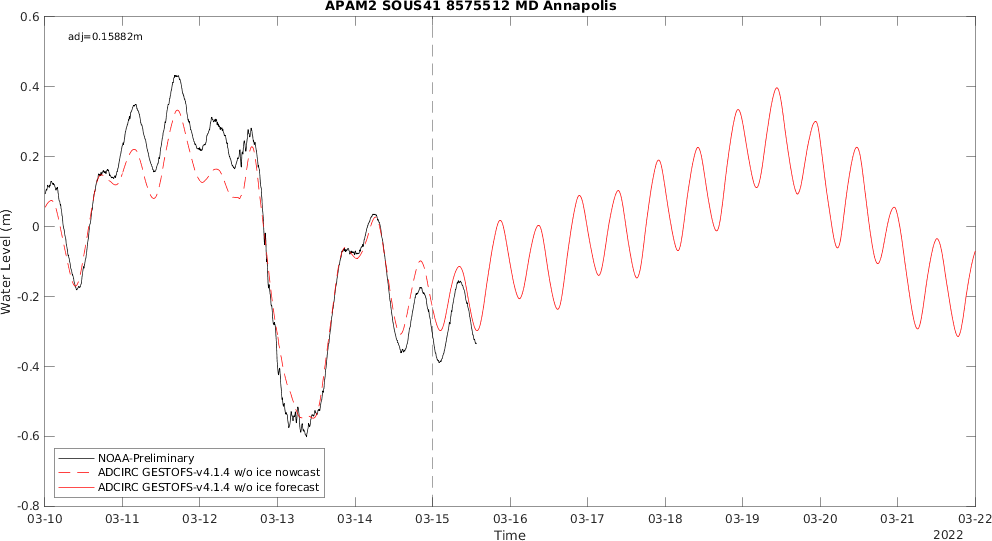 APAM2 SOUS41 8575512 MD Annapolis
adj=0.15882m
0.6
0.4
0.2
0
-0.2
-0.4
-0.6
-0.8
Water Level (m)
NOAA-Preliminary
ADCIRC GESTOFS-v4.1.4 w/o ice nowcast
ADCIRC GESTOFS-v4.1.4 w/o ice forecast
03-10 03-11 03-12 03-13 03-14 03-15 03-16 03-17 03-18 03-19 03-20 03-21 03-22
Time
2022